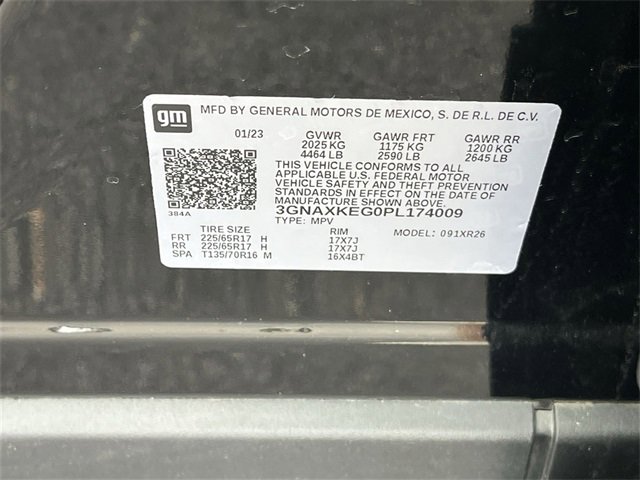 gm MFD BY GENERAL MOTORS DE MEXICO, S. DE R.L. DE C.V.
01/23 GVWR GAWR FRT GAWR RR
2025 KG 1175 KG 1200 KG
4464 LB 2590 LB 2645 LB
THIS VEHICLE CONFORMS TO ALL
APPLICABLE U.S. FEDERAL MOTOR
VEHICLE SAFETY AND THEFT PREVENTION
STANDARDS IN EFFECT ON THE DATE OF
MANUFACTURE SHOWN ABOVE.
384A 3GNAXKEG0PL174009
TYPE: MPV
TIRE SIZE RIM MODEL: 091XR26
FRT 225/65R17 H 17X7J
RR 225/65R17 H 17X7J
SPA T135/70R16 M 16X4BT